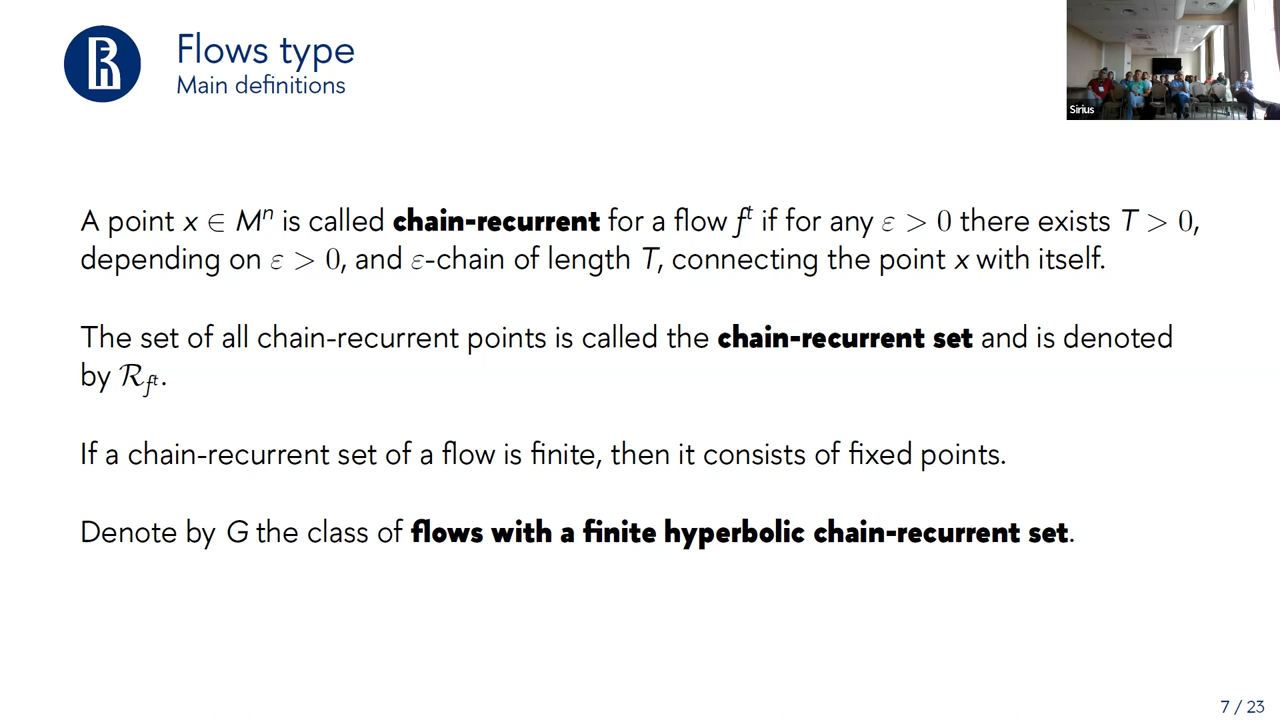 Flows type
Main definitions
Sirius
A point x ∈ Mⁿ is called chain-recurrent for a flow fᵗ if for any ε > 0 there exists T > 0,
depending on ε > 0, and ε-chain of length T, connecting the point x with itself.
The set of all chain-recurrent points is called the chain-recurrent set and is denoted
by ℛ_{fᵗ}.
If a chain-recurrent set of a flow is finite, then it consists of fixed points.
Denote by G the class of flows with a finite hyperbolic chain-recurrent set.
7 / 23